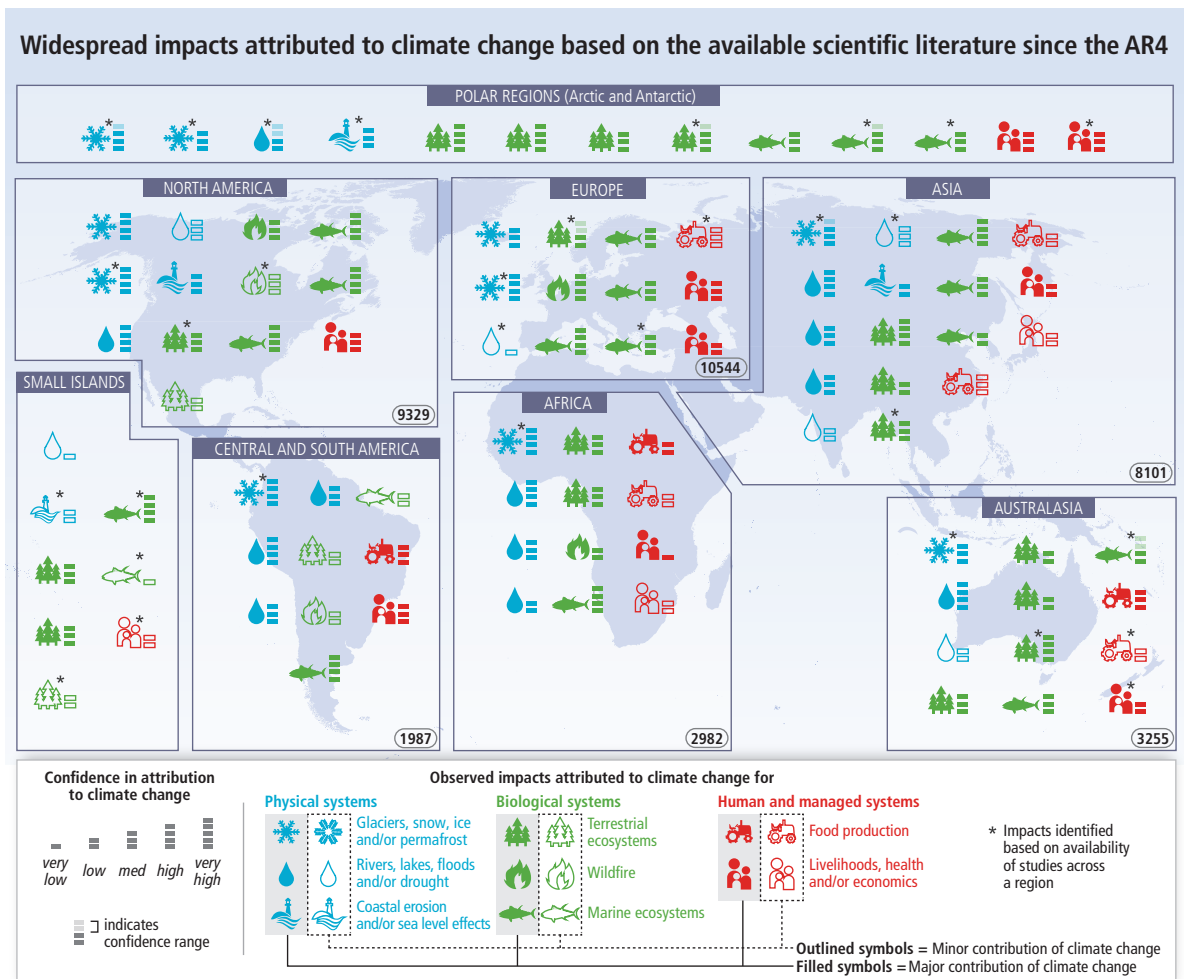 Widespread impacts attributed to climate change based on the available scientific literature since the AR4
POLAR REGIONS (Arctic and Antarctic)
* * * * * * * *
NORTH AMERICA
* * *
9329
EUROPE
* * * * *
10544
ASIA
* * *
8101
SMALL ISLANDS
* * * * *
CENTRAL AND SOUTH AMERICA
*
1987
AFRICA
*
2982
AUSTRALASIA
* * * * *
3255
Confidence in attribution
to climate change
very
low
low
med
high
very
high
indicates
confidence range
Observed impacts attributed to climate change for
Physical systems
Glaciers, snow, ice
and/or permafrost
Rivers, lakes, floods
and/or drought
Coastal erosion
and/or sea level effects
Biological systems
Terrestrial
ecosystems
Wildfire
Marine ecosystems
Human and managed systems
Food production
Livelihoods, health
and/or economics
* Impacts identified
based on availability
of studies across
a region
Outlined symbols = Minor contribution of climate change
Filled symbols = Major contribution of climate change